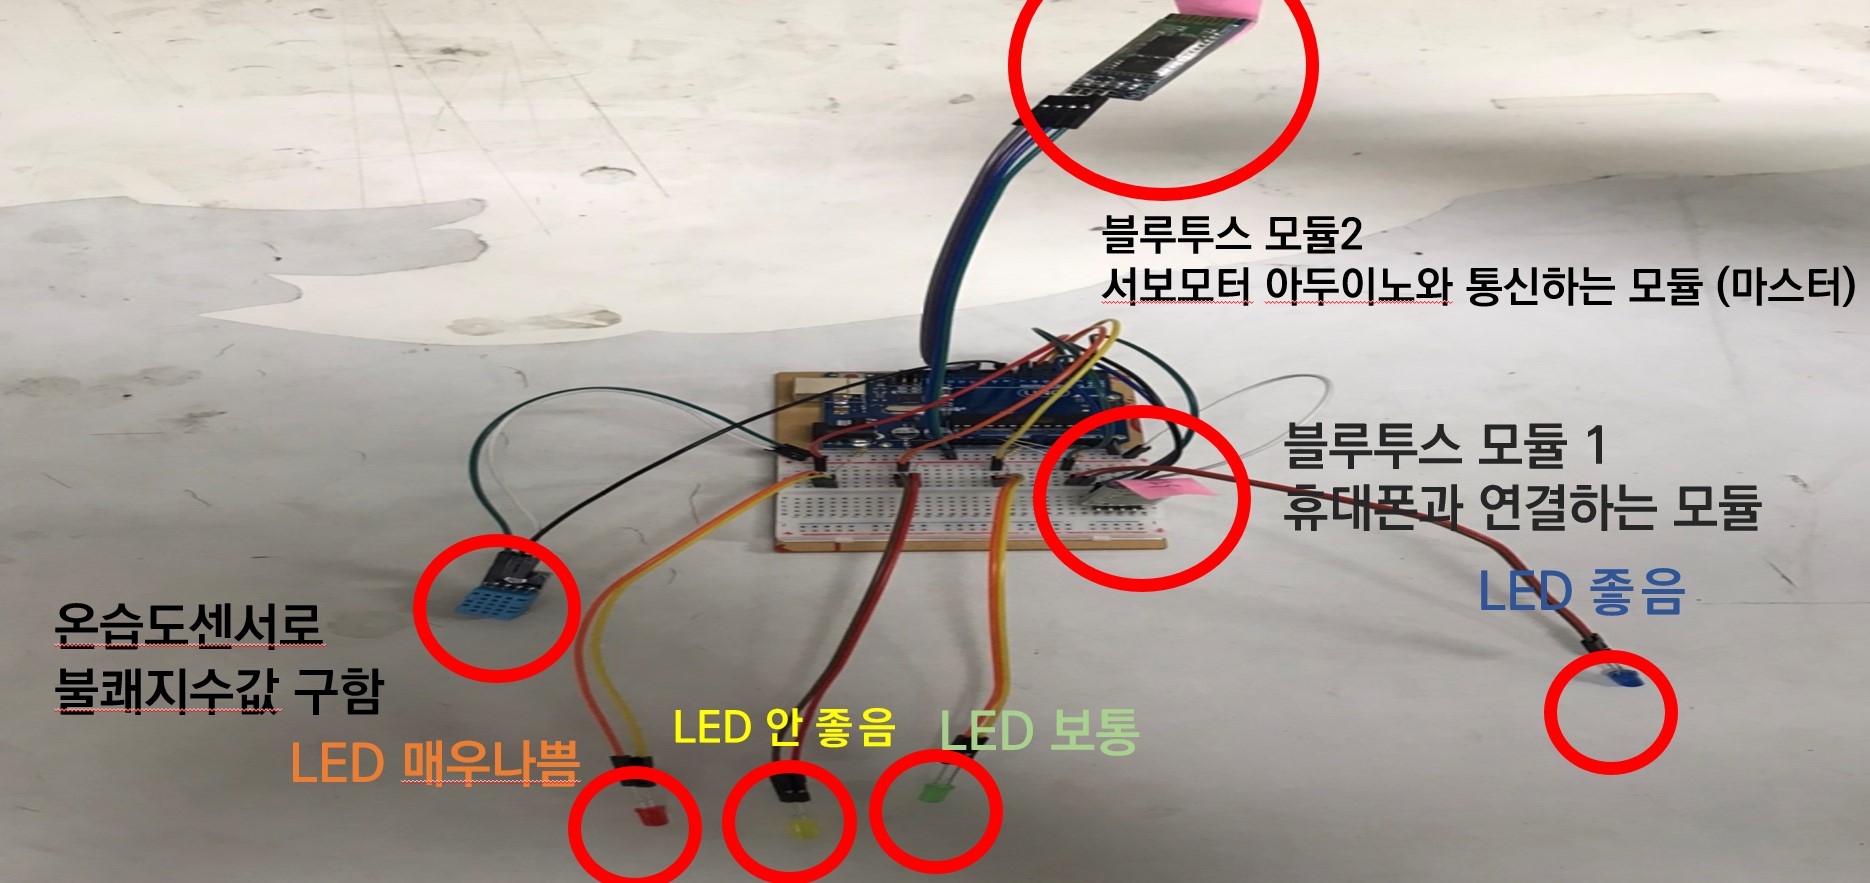 블루투스 모듈2
서보모터 아두이노와 통신하는 모듈 (마스터)
블루투스 모듈 1
휴대폰과 연결하는 모듈
LED 좋음
온습도센서로
불쾌지수값 구함
LED 안 좋음
LED 보통
LED 매우나쁨